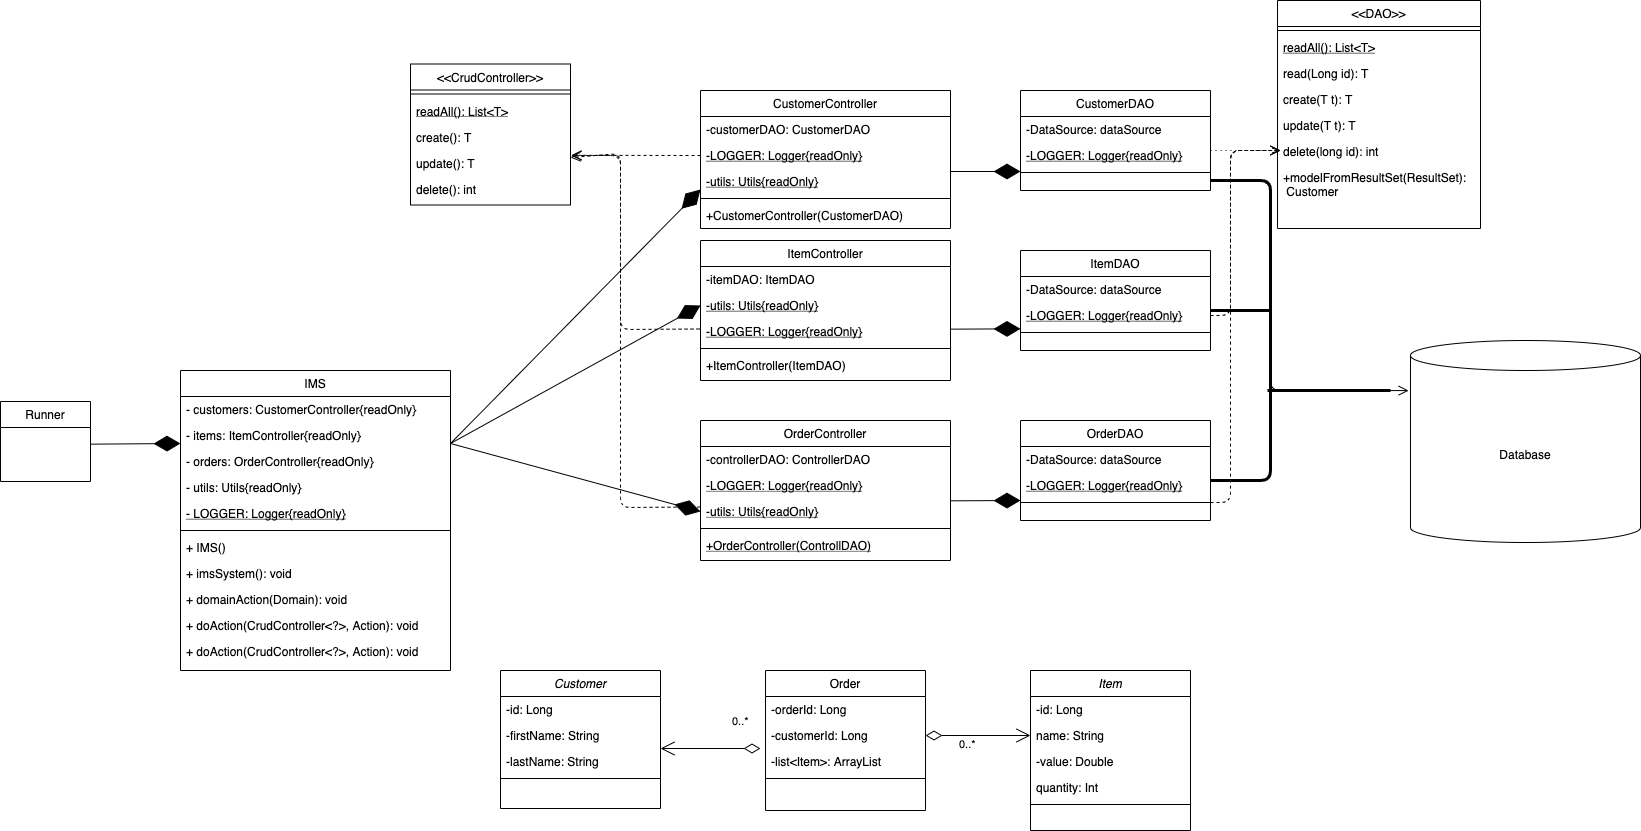 <<DAO>>
readAll(): List<T>
read(Long id): T
create(T t): T
update(T t): T
delete(long id): int
+modelFromResultSet(ResultSet):
Customer
<<CrudController>>
readAll(): List<T>
create(): T
update(): T
delete(): int
CustomerController
-customerDAO: CustomerDAO
-LOGGER: Logger{readOnly}
-utils: Utils{readOnly}
+CustomerController(CustomerDAO)
CustomerDAO
-DataSource: dataSource
-LOGGER: Logger{readOnly}
ItemController
-itemDAO: ItemDAO
-utils: Utils{readOnly}
-LOGGER: Logger{readOnly}
+ItemController(ItemDAO)
ItemDAO
-DataSource: dataSource
-LOGGER: Logger{readOnly}
Runner
IMS
- customers: CustomerController{readOnly}
- items: ItemController{readOnly}
- orders: OrderController{readOnly}
- utils: Utils{readOnly}
- LOGGER: Logger{readOnly}
+ IMS()
+ imsSystem(): void
+ domainAction(Domain): void
+ doAction(CrudController<?>, Action): void
+ doAction(CrudController<?>, Action): void
OrderController
-controllerDAO: ControllerDAO
-LOGGER: Logger{readOnly}
-utils: Utils{readOnly}
+OrderController(ControllDAO)
OrderDAO
-DataSource: dataSource
-LOGGER: Logger{readOnly}
Database
Customer
-id: Long
-firstName: String
-lastName: String
0..*
Order
-orderId: Long
-customerId: Long
-list<Item>: ArrayList
0..*
Item
-id: Long
name: String
-value: Double
quantity: Int